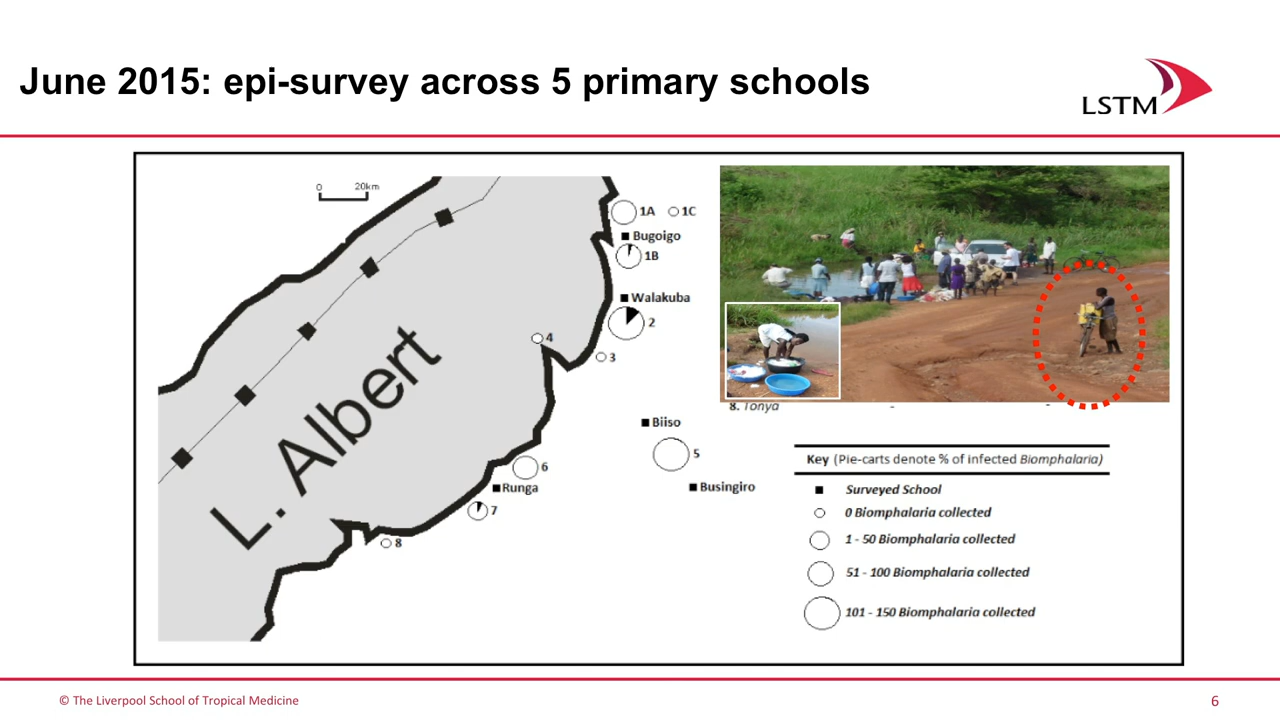 June 2015: epi-survey across 5 primary schools
LSTM
0 20km
1A 1C
Bugoigo
1B
Walakuba
2
4
3
L. Albert
8. Tonya - -
Biiso
5
6
Runga
Busingiro
7
8
Key (Pie-carts denote % of infected Biomphalaria)
Surveyed School
0 Biomphalaria collected
1 - 50 Biomphalaria collected
51 - 100 Biomphalaria collected
101 - 150 Biomphalaria collected
© The Liverpool School of Tropical Medicine
6